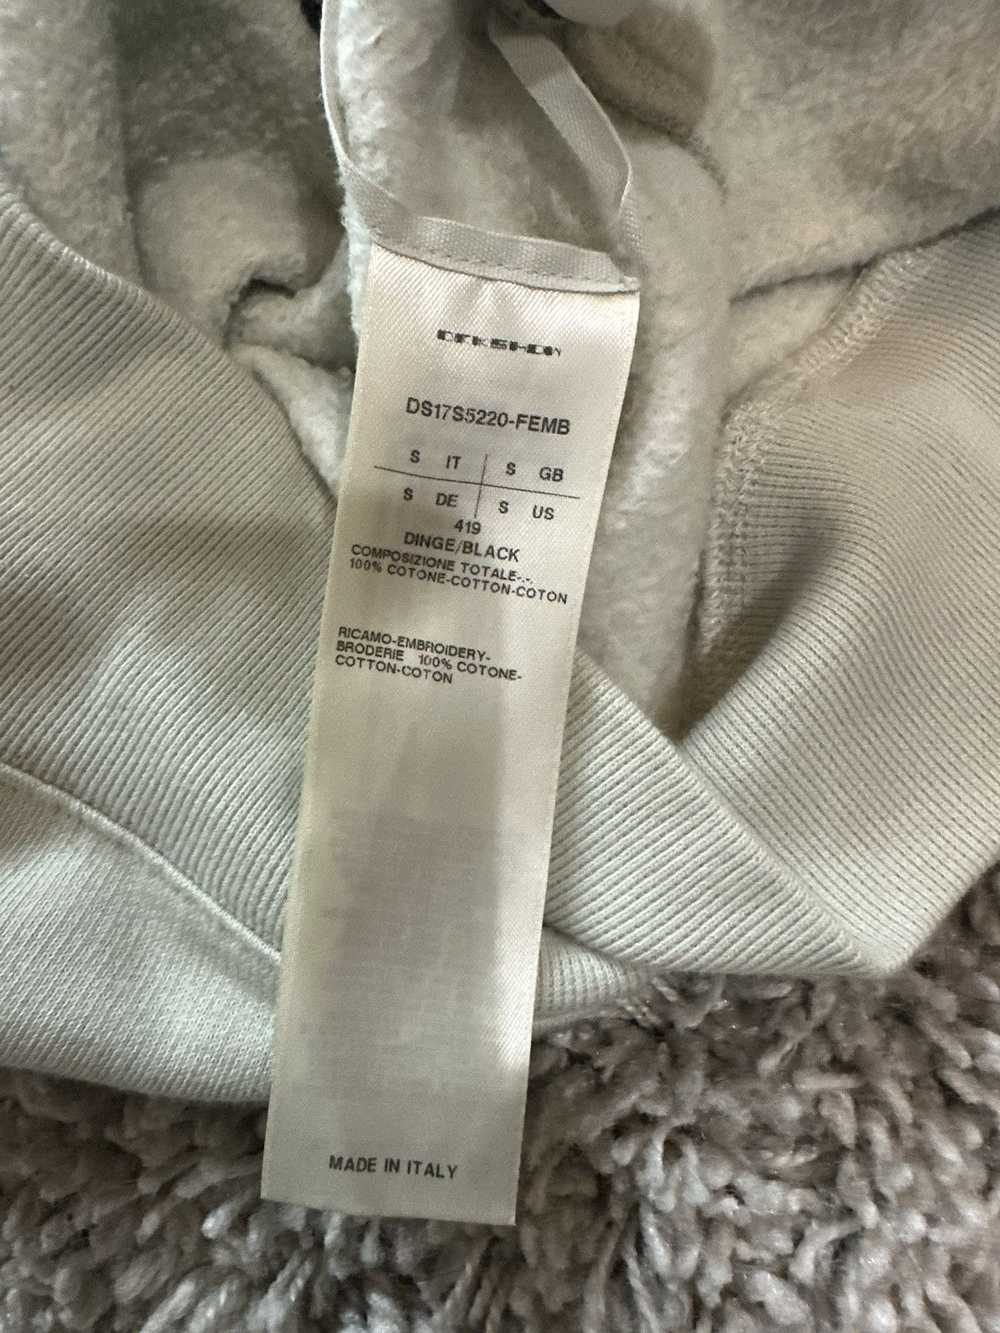 DRKSHDW
DS17S5220-FEMB
S IT S GB
S DE S US
419
DINGE/BLACK
COMPOSIZIONE TOTALE-.-.
100% COTONE-COTTON-COTON
RICAMO-EMBROIDERY-
BRODERIE 100% COTONE-
COTTON-COTON
MADE IN ITALY